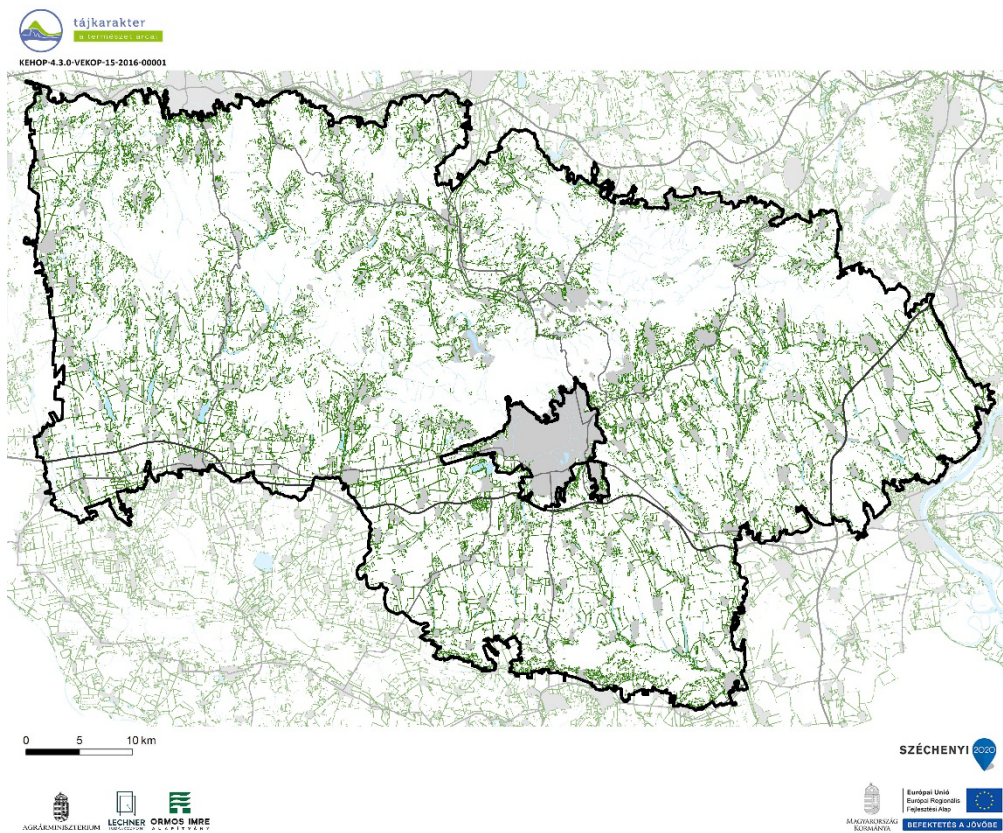 tájkarakter
a természet arcai
KEHOP-4.3.0-VEKOP-15-2016-00001
0 5 10 km
SZÉCHENYI 2020
AGRÁRMINISZTÉRIUM
LECHNER
ORMOS IMRE
ALAPÍTVÁNY
MAGYARORSZÁG
KORMÁNYA
Európai Unió
Európai Regionális
Fejlesztési Alap
BEFEKTETÉS A JÖVŐBE